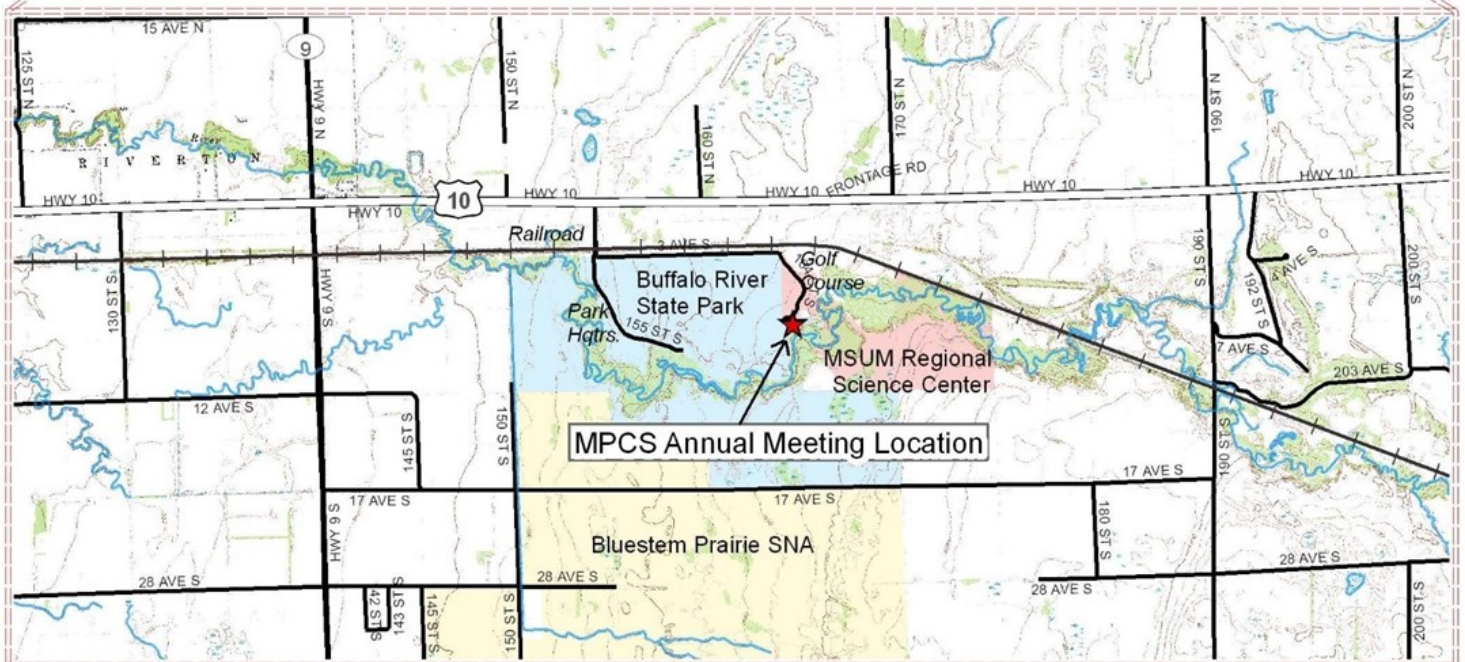 15 AVE N
9
125 ST N
HWY 9 N
150 ST N
160 ST N
170 ST N
190 ST N
200 ST N
River
RIVERTON
FRONTAGE RD
HWY 10
HWY 10
10
HWY 10
HWY 10
HWY 10
HWY 10
Railroad
3 AVE S
Golf
Course
Buffalo River
State Park
Park
Hqtrs.
155 ST S
130 ST S
HWY 9 S
190 ST S
192 ST S
4 AVE S
200 ST S
7 AVE S
203 AVE S
MSUM Regional
Science Center
12 AVE S
145 ST S
150 ST S
MPCS Annual Meeting Location
190 ST S
17 AVE S
17 AVE S
17 AVE S
HWY 9 S
180 ST S
Bluestem Prairie SNA
28 AVE S
28 AVE S
28 AVE S
28 AVE S
42 ST S
143 ST S
145 ST S
150 ST S
200 ST S